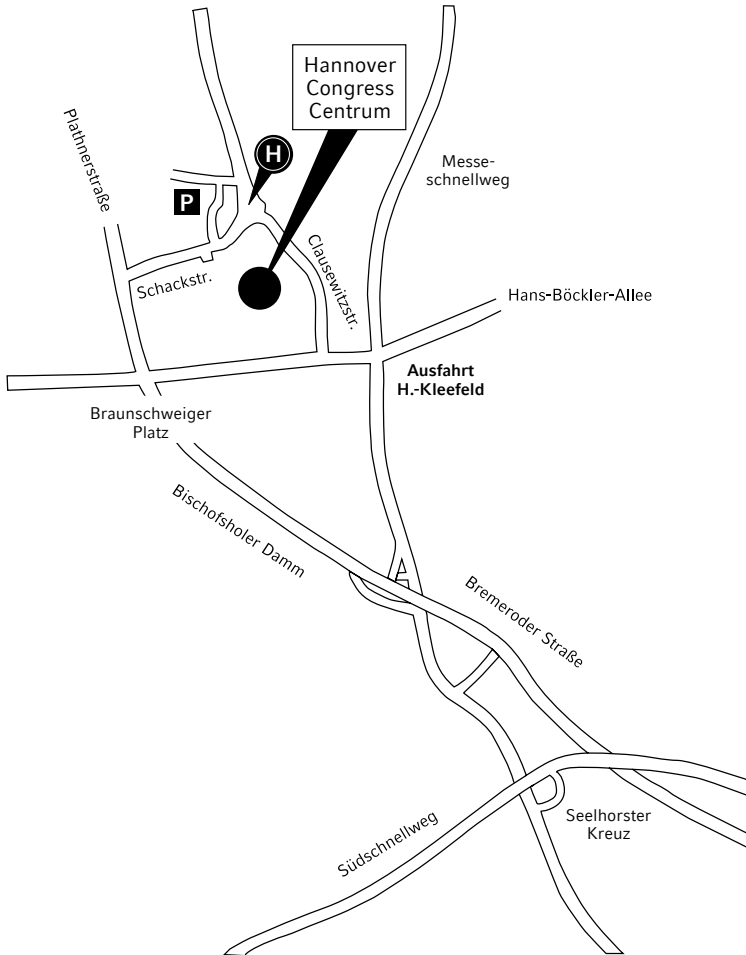 Hannover
Congress
Centrum
Plathnerstraße
H
Messe-
schnellweg
P
Clausewitzstr.
Schackstr.
Hans-Böckler-Allee
Ausfahrt
H.-Kleefeld
Braunschweiger
Platz
Bischofsholer Damm
Bremeroder Straße
Südschnellweg
Seelhorster
Kreuz